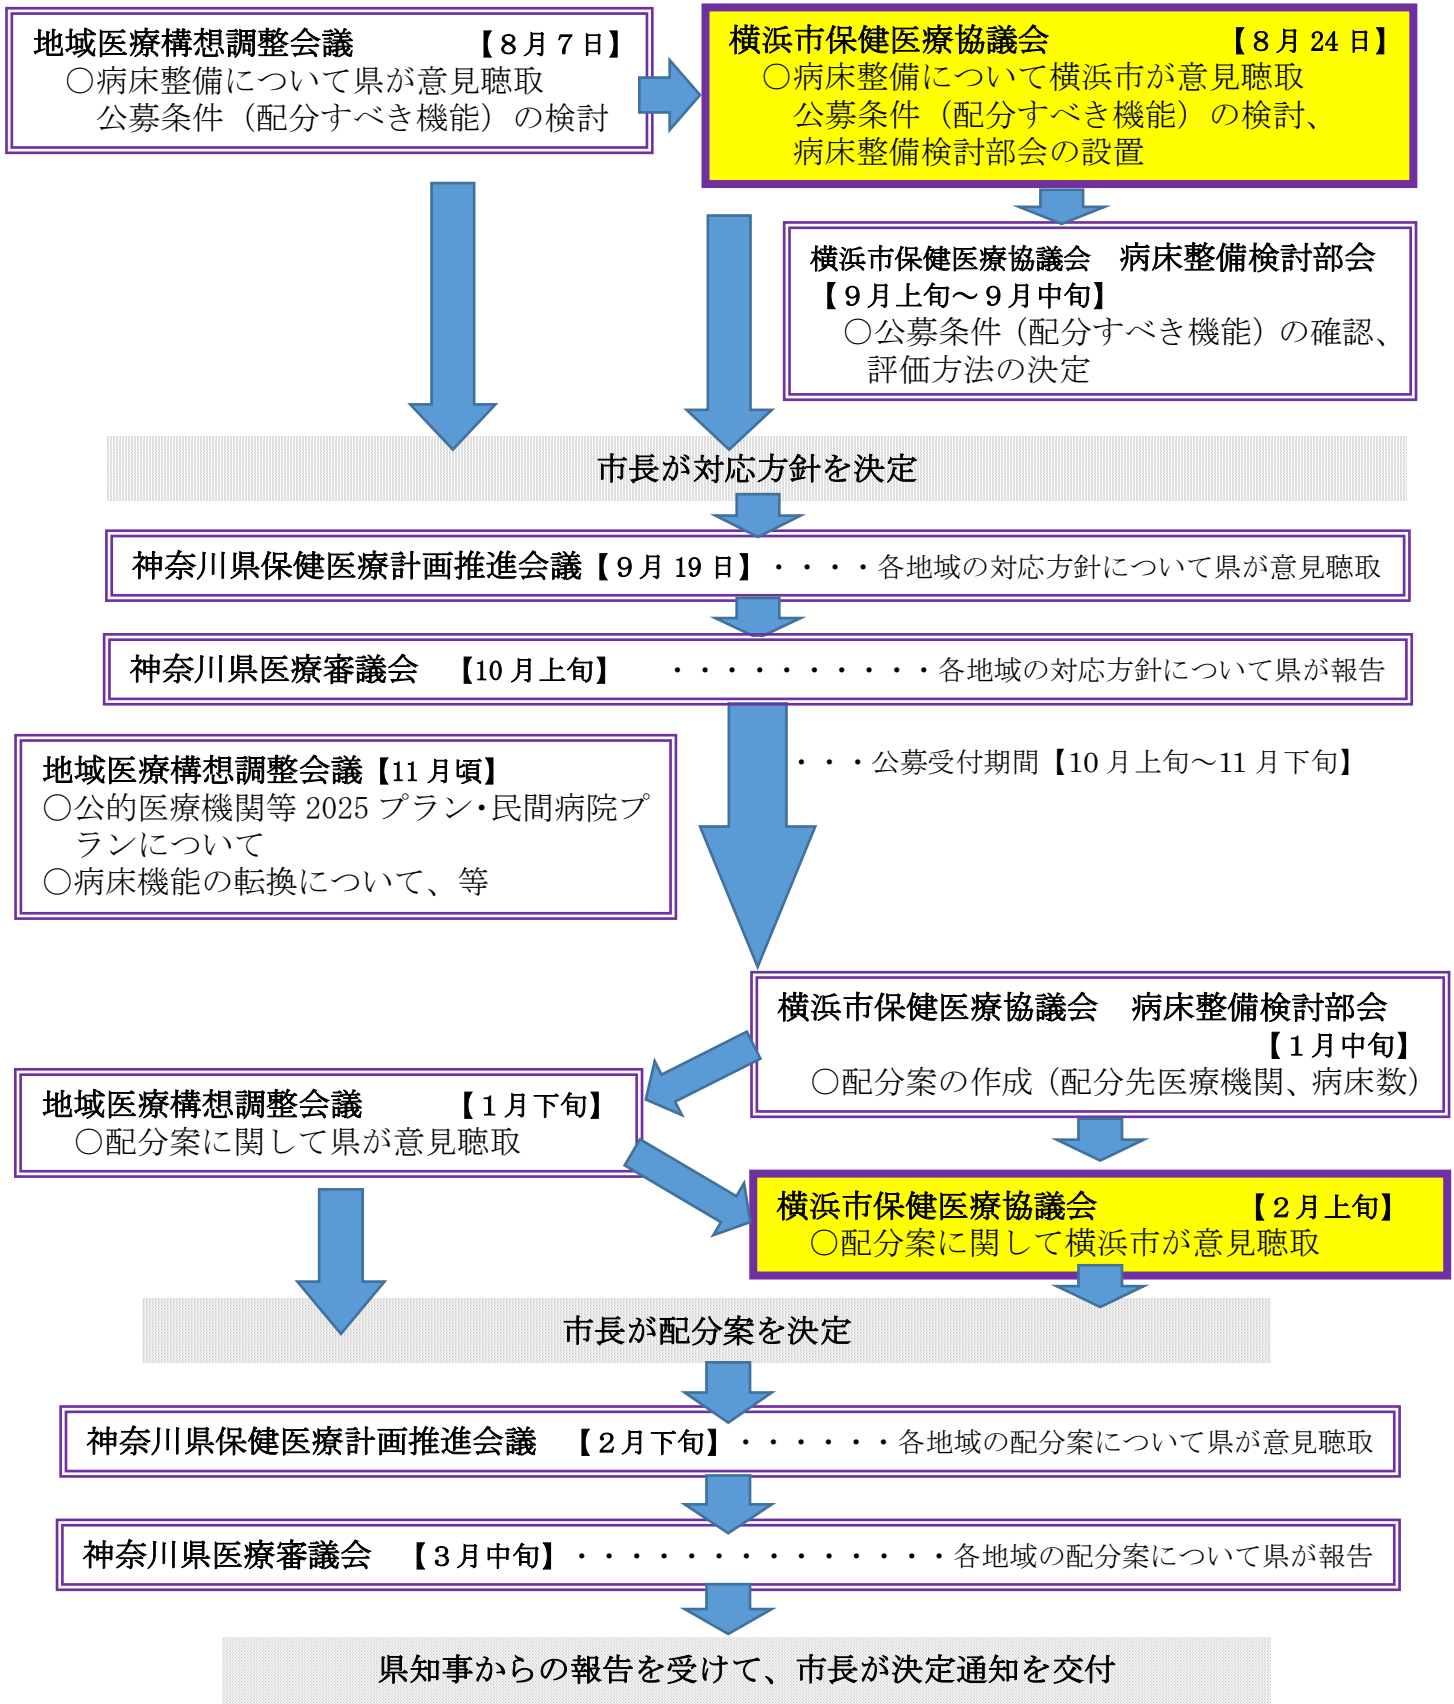 地域医療構想調整会議　【８月７日】
○病床整備について県が意見聴取
公募条件（配分すべき機能）の検討
横浜市保健医療協議会　【８月24日】
○病床整備について横浜市が意見聴取
公募条件（配分すべき機能）の検討、
病床整備検討部会の設置
横浜市保健医療協議会　病床整備検討部会
【９月上旬～９月中旬】
○公募条件（配分すべき機能）の確認、
評価方法の決定
市長が対応方針を決定
神奈川県保健医療計画推進会議【９月19日】・・・・各地域の対応方針について県が意見聴取
神奈川県医療審議会　【10月上旬】　・・・・・・・・・・各地域の対応方針について県が報告
・・・公募受付期間【10月上旬～11月下旬】
地域医療構想調整会議【11月頃】
○公的医療機関等2025プラン・民間病院プ
ランについて
○病床機能の転換について、等
横浜市保健医療協議会　病床整備検討部会
【１月中旬】
○配分案の作成（配分先医療機関、病床数）
地域医療構想調整会議　【１月下旬】
○配分案に関して県が意見聴取
横浜市保健医療協議会　【２月上旬】
○配分案に関して横浜市が意見聴取
市長が配分案を決定
神奈川県保健医療計画推進会議　【２月下旬】・・・・・・各地域の配分案について県が意見聴取
神奈川県医療審議会　【３月中旬】・・・・・・・・・・・・・・各地域の配分案について県が報告
県知事からの報告を受けて、市長が決定通知を交付